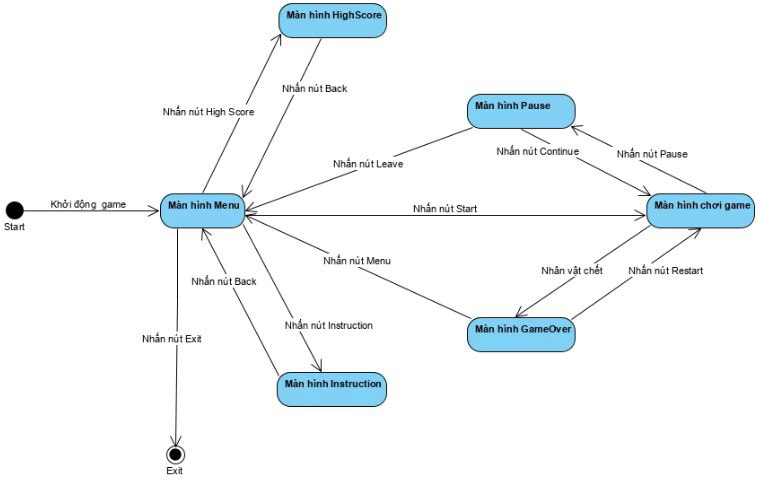 Màn hình HighScore
Nhấn nút Back
Nhấn nút High Score
Màn hình Pause
Nhấn nút Continue
Nhấn nút Pause
Nhấn nút Leave
Khởi động game
Start
Màn hình Menu
Nhấn nút Start
Màn hình chơi game
Nhấn nút Menu
Nhân vật chết
Nhấn nút Restart
Nhấn nút Back
Nhấn nút Instruction
Màn hình GameOver
Nhấn nút Exit
Màn hình Instruction
Exit